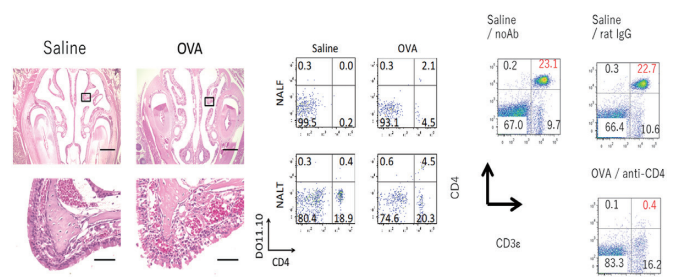 Saline
OVA
Saline
OVA
NALF
0.3
0.0
99.5
0.2
0.3
2.1
93.1
4.5
NALT
0.3
0.4
80.4
18.9
0.6
4.5
74.6
20.3
DO11.10
CD4
Saline
/ noAb
0.2
23.1
67.0
9.7
Saline
/ rat IgG
0.3
22.7
66.4
10.6
CD4
CD3ε
OVA / anti-CD4
0.1
0.4
83.3
16.2